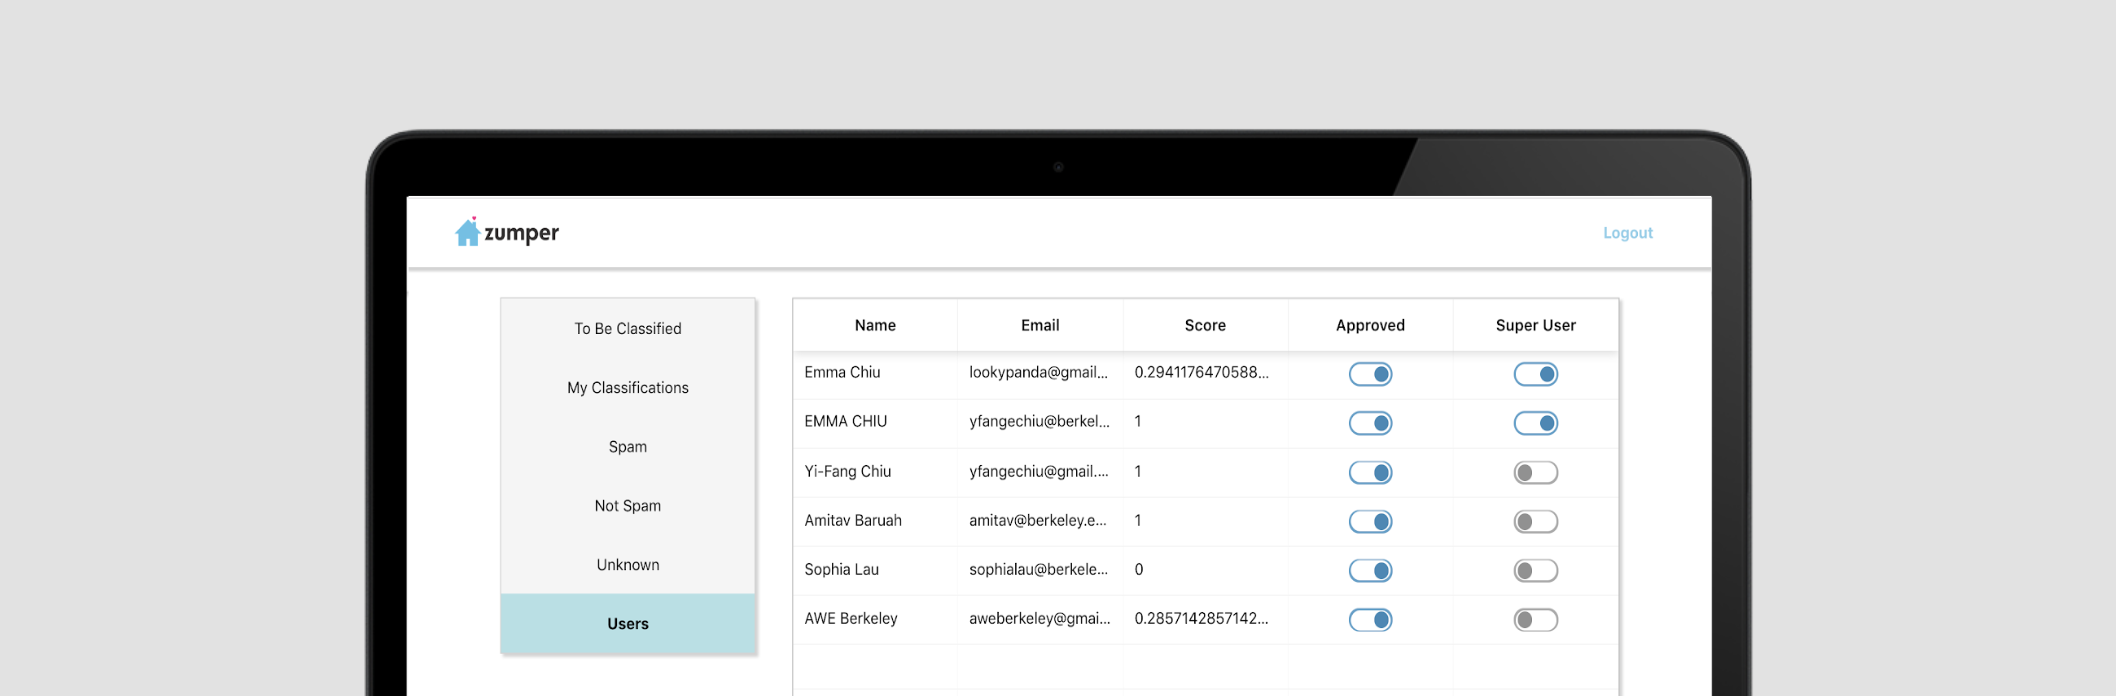 zumper
Logout
To Be Classified
My Classifications
Spam
Not Spam
Unknown
Users
Name Email Score Approved Super User
Emma Chiu lookypanda@gmail... 0.2941176470588...
EMMA CHIU yfangechiu@berkel... 1
Yi-Fang Chiu yfangechiu@gmail.... 1
Amitav Baruah amitav@berkeley.e... 1
Sophia Lau sophialau@berkele... 0
AWE Berkeley aweberkeley@gmai... 0.2857142857142...